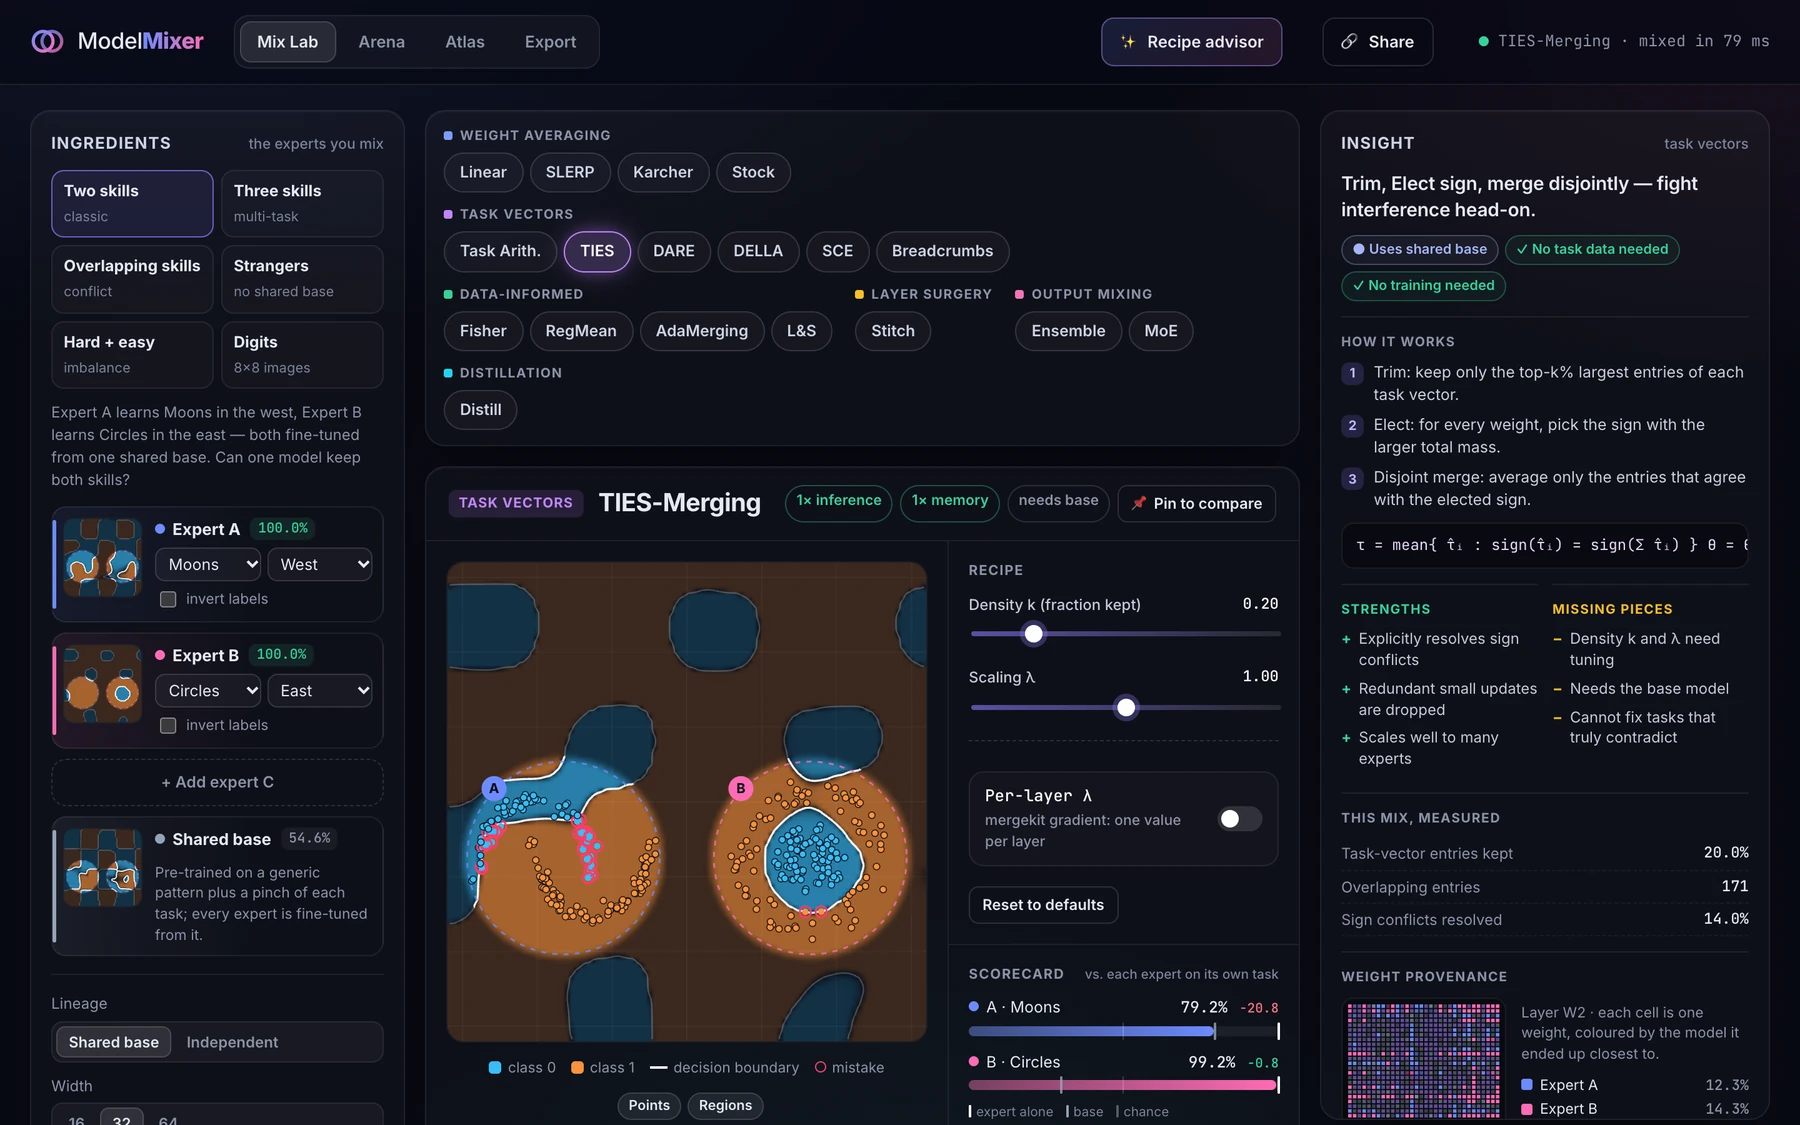 ModelMixer
Mix Lab
Arena
Atlas
Export
Recipe advisor
Share
TIES-Merging · mixed in 79 ms
INGREDIENTS
the experts you mix
Two skills
classic
Three skills
multi-task
Overlapping skills
conflict
Strangers
no shared base
Hard + easy
imbalance
Digits
8×8 images
Expert A learns Moons in the west, Expert B
learns Circles in the east — both fine-tuned
from one shared base. Can one model keep
both skills?
Expert A 100.0%
Moons
West
invert labels
Expert B 100.0%
Circles
East
invert labels
+ Add expert C
Shared base 54.6%
Pre-trained on a generic
pattern plus a pinch of each
task; every expert is fine-tuned
from it.
Lineage
Shared base
Independent
Width
16 32 64
WEIGHT AVERAGING
Linear
SLERP
Karcher
Stock
TASK VECTORS
Task Arith.
TIES
DARE
DELLA
SCE
Breadcrumbs
DATA-INFORMED
Fisher
RegMean
AdaMerging
L&S
LAYER SURGERY
Stitch
OUTPUT MIXING
Ensemble
MoE
DISTILLATION
Distill
TASK VECTORS
TIES-Merging
1× inference
1× memory
needs base
Pin to compare
A
B
class 0
class 1
decision boundary
mistake
Points
Regions
RECIPE
Density k (fraction kept) 0.20
Scaling λ 1.00
Per-layer λ
mergekit gradient: one value
per layer
Reset to defaults
SCORECARD
vs. each expert on its own task
A · Moons 79.2% -20.8
B · Circles 99.2% -0.8
expert alone
base
chance
INSIGHT
task vectors
Trim, Elect sign, merge disjointly — fight
interference head-on.
Uses shared base
✓ No task data needed
✓ No training needed
HOW IT WORKS
1 Trim: keep only the top-k% largest entries of each
task vector.
2 Elect: for every weight, pick the sign with the
larger total mass.
3 Disjoint merge: average only the entries that agree
with the elected sign.
τ = mean{ τ̂ᵢ : sign(τ̂ᵢ) = sign(Σ τ̂ᵢ) } θ =
STRENGTHS
+ Explicitly resolves sign
conflicts
+ Redundant small updates
are dropped
+ Scales well to many
experts
MISSING PIECES
– Density k and λ need
tuning
– Needs the base model
– Cannot fix tasks that
truly contradict
THIS MIX, MEASURED
Task-vector entries kept 20.0%
Overlapping entries 171
Sign conflicts resolved 14.0%
WEIGHT PROVENANCE
Layer W2 · each cell is one
weight, coloured by the model it
ended up closest to.
Expert A 12.3%
Expert B 14.3%